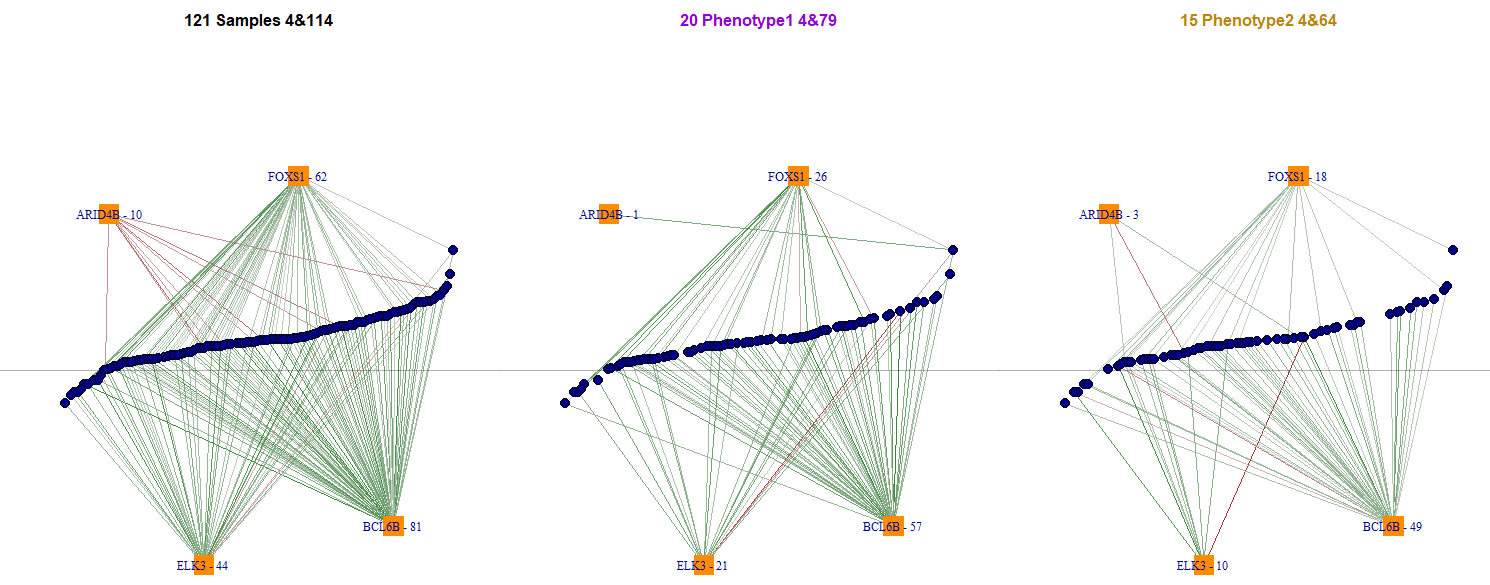 121 Samples 4&114
20 Phenotype1 4&79
15 Phenotype2 4&64
FOXS1 - 62
FOXS1 - 26
FOXS1 - 18
ARID4B - 10
ARID4B - 1
ARID4B - 3
BCL6B - 81
BCL6B - 57
BCL6B - 49
ELK3 - 44
ELK3 - 21
ELK3 - 10